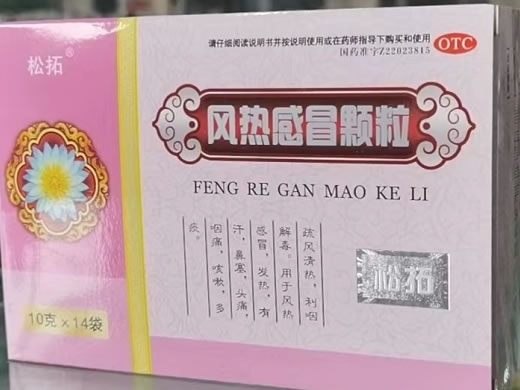 松拓®
请仔细阅读说明书并按说明使用或在药师指导下购买和使用
国药准字Z22023815
OTC
风热感冒颗粒
FENG RE GAN MAO KE LI
疏风清热，利咽
解毒。用于风热
感冒，发热，有
汗，鼻塞，头痛，
咽痛，咳嗽，多
痰。
松拓
10克×14袋